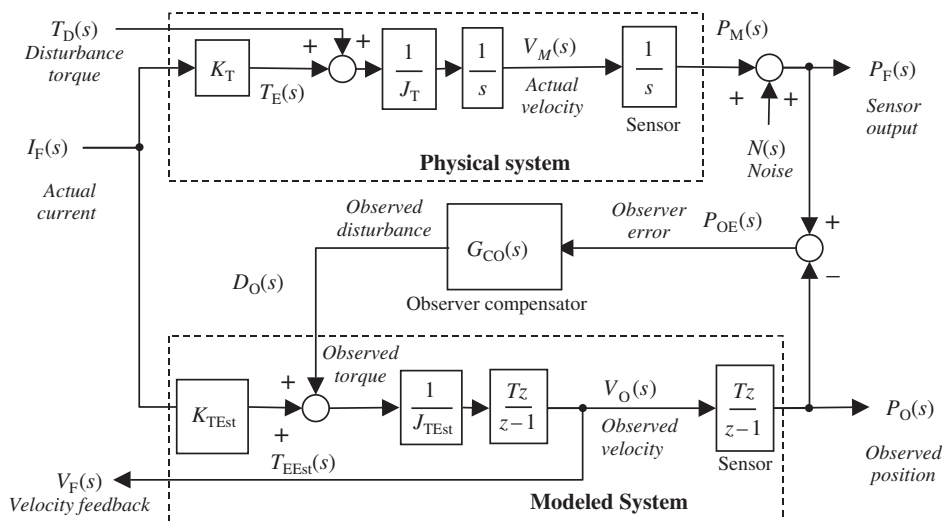 T_D(s)
Disturbance
torque
K_T
+
+
T_E(s)
1
J_T
1
s
V_M(s)
Actual
velocity
1
s
Sensor
P_M(s)
+
+
P_F(s)
Sensor
output
N(s)
Noise
Physical system
I_F(s)
Actual
current
Observed
disturbance
G_CO(s)
Observer compensator
Observer
error
P_OE(s)
+
−
D_O(s)
Observed
torque
K_TEst
+
+
T_EEst(s)
1
J_TEst
Tz
z−1
V_O(s)
Observed
velocity
Tz
z−1
Sensor
P_O(s)
Observed
position
V_F(s)
Velocity feedback
Modeled System